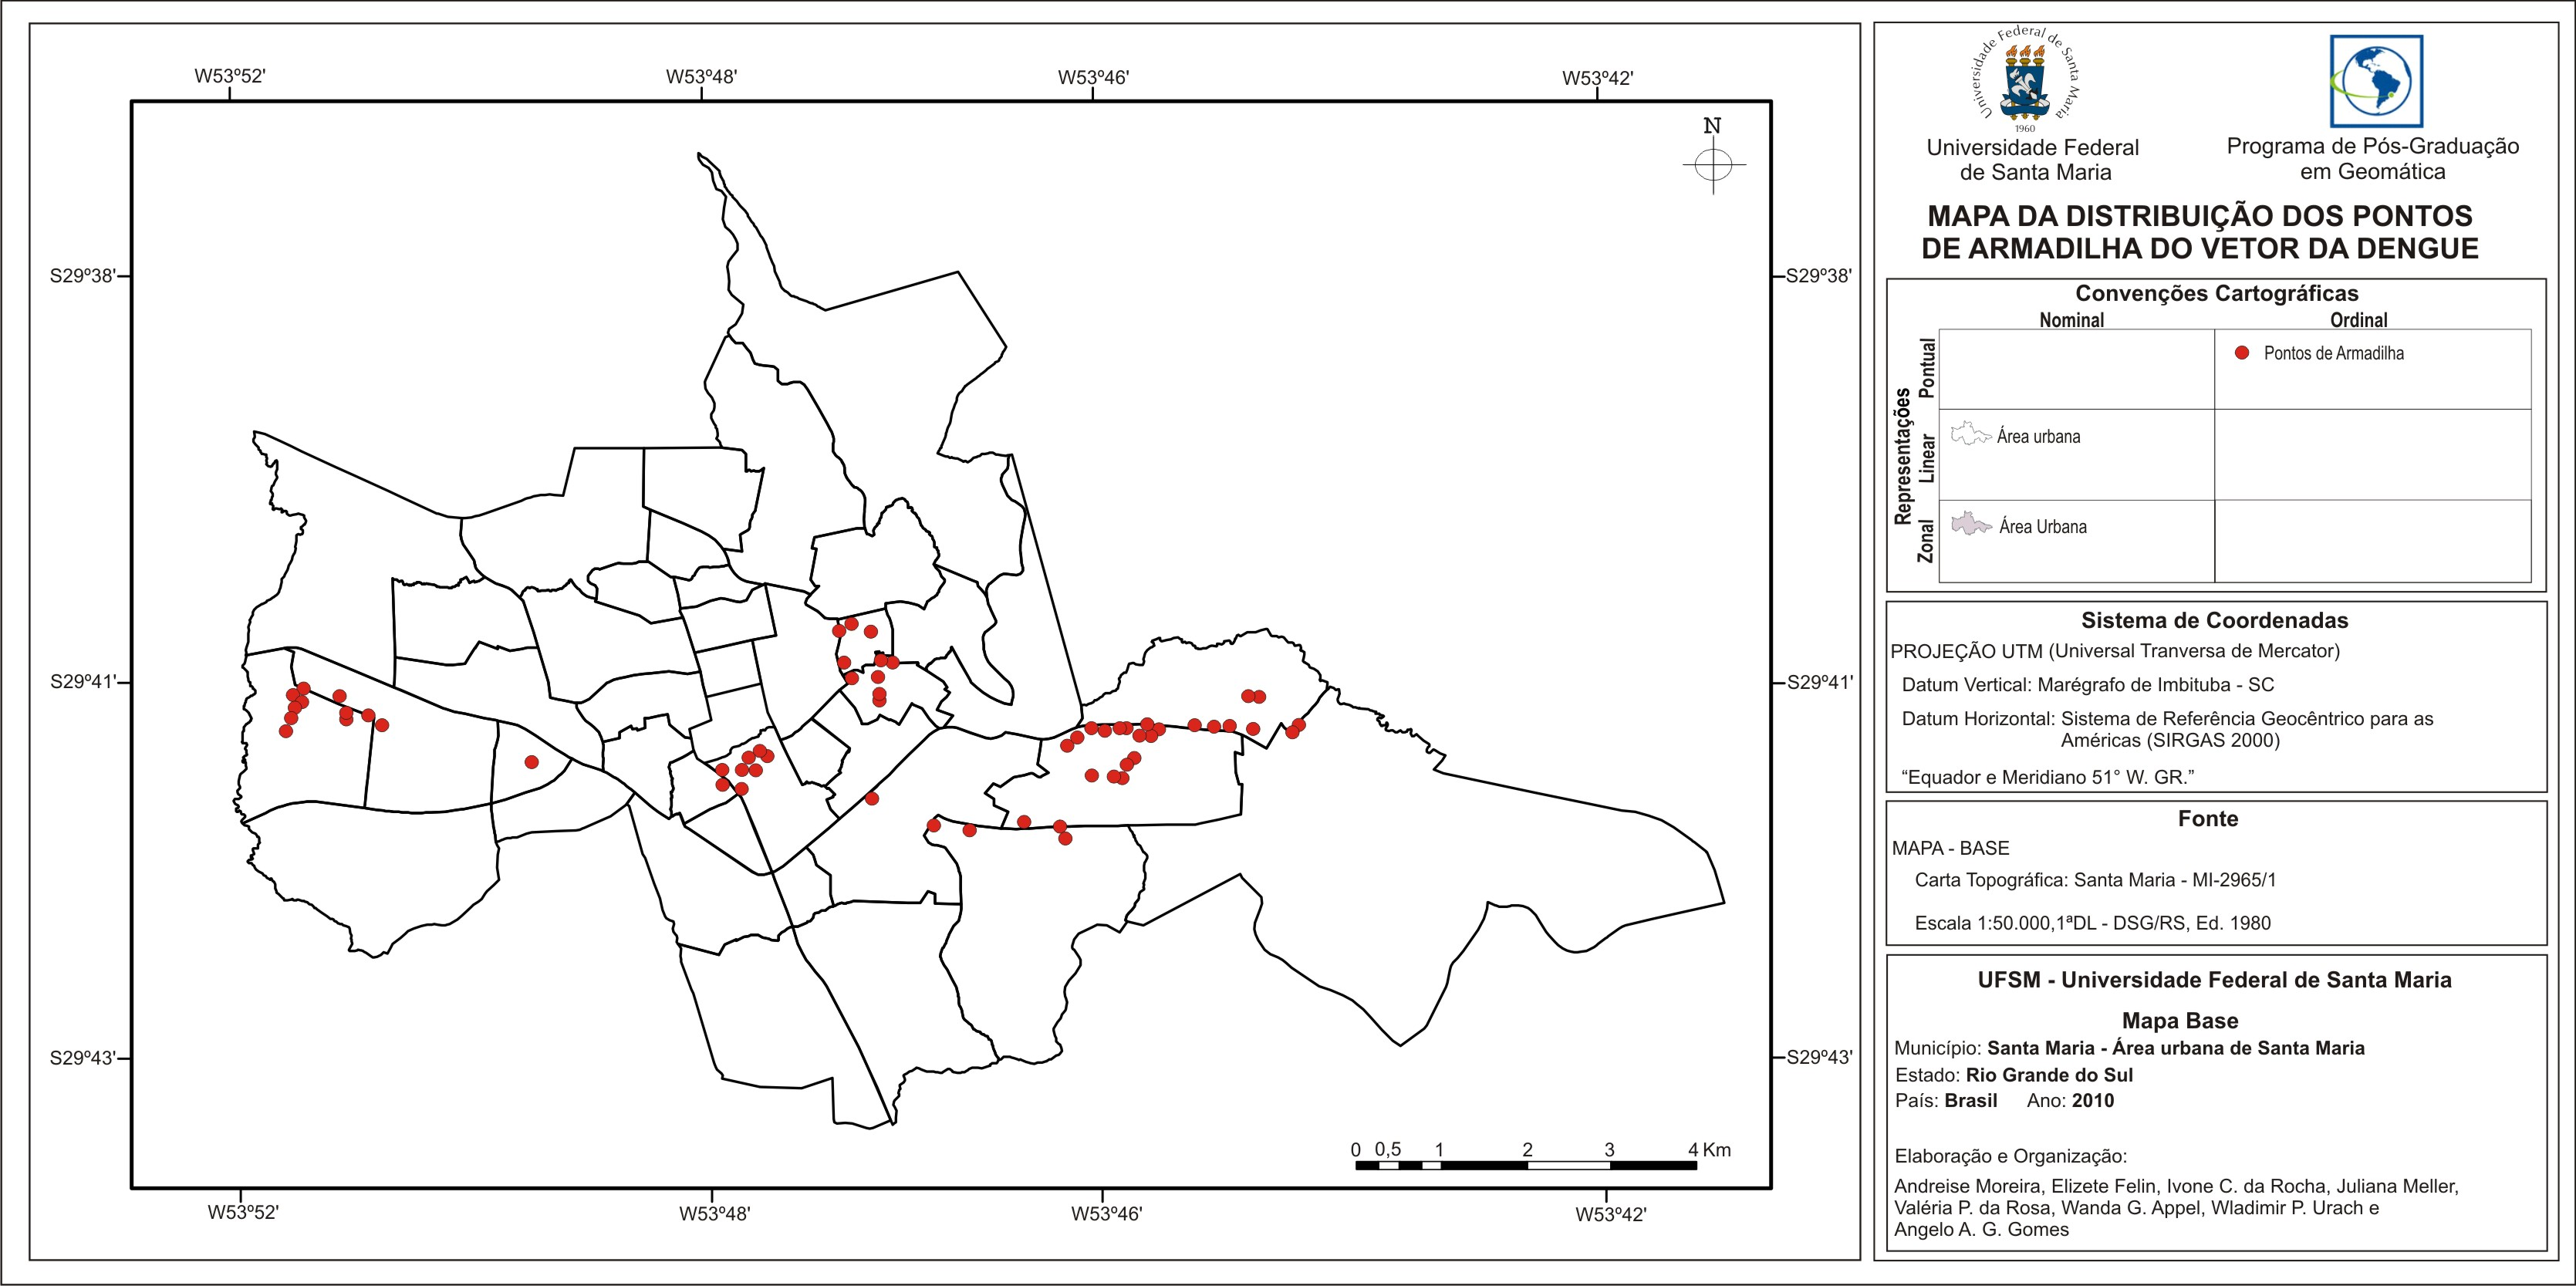 W53º52'
W53º48'
W53º46'
W53º42'
N
S29º38'
S29º38'
S29º41'
S29º41'
S29º43'
S29º43'
0 0,5 1 2 3 4 Km
W53º52'
W53º48'
W53º46'
W53º42'
Universidade Federal de Santa Maria
1960
Universidade Federal
de Santa Maria
Programa de Pós-Graduação
em Geomática
MAPA DA DISTRIBUIÇÃO DOS PONTOS
DE ARMADILHA DO VETOR DA DENGUE
Convenções Cartográficas
Nominal Ordinal
Representações
Pontual
Pontos de Armadilha
Linear
Área urbana
Zonal
Área Urbana
Sistema de Coordenadas
PROJEÇÃO UTM (Universal Tranversa de Mercator)
Datum Vertical: Marégrafo de Imbituba - SC
Datum Horizontal: Sistema de Referência Geocêntrico para as
Américas (SIRGAS 2000)
“Equador e Meridiano 51° W. GR.”
Fonte
MAPA - BASE
Carta Topográfica: Santa Maria - MI-2965/1
Escala 1:50.000,1ªDL - DSG/RS, Ed. 1980
UFSM - Universidade Federal de Santa Maria
Mapa Base
Município: Santa Maria - Área urbana de Santa Maria
Estado: Rio Grande do Sul
País: Brasil Ano: 2010
Elaboração e Organização:
Andreise Moreira, Elizete Felin, Ivone C. da Rocha, Juliana Meller,
Valéria P. da Rosa, Wanda G. Appel, Wladimir P. Urach e
Angelo A. G. Gomes